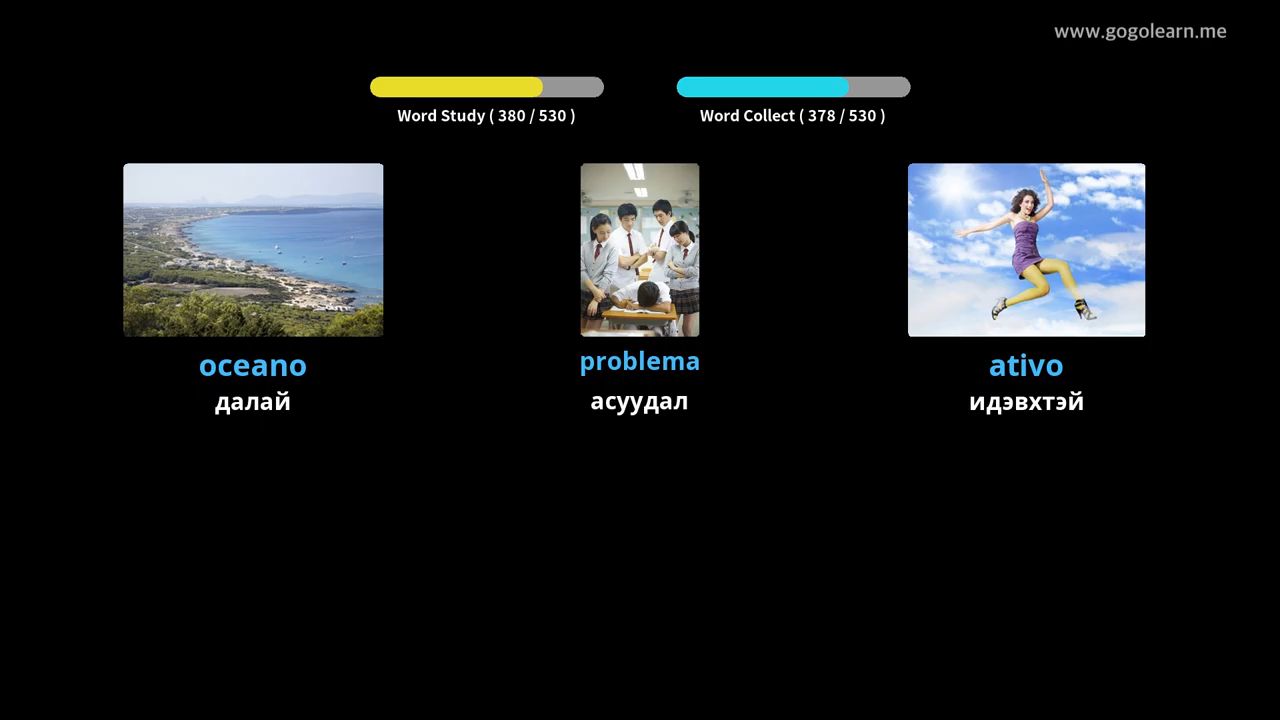 www.gogolearn.me
Word Study ( 380 / 530 )
Word Collect ( 378 / 530 )
oceano
далай
problema
асуудал
ativo
идэвхтэй